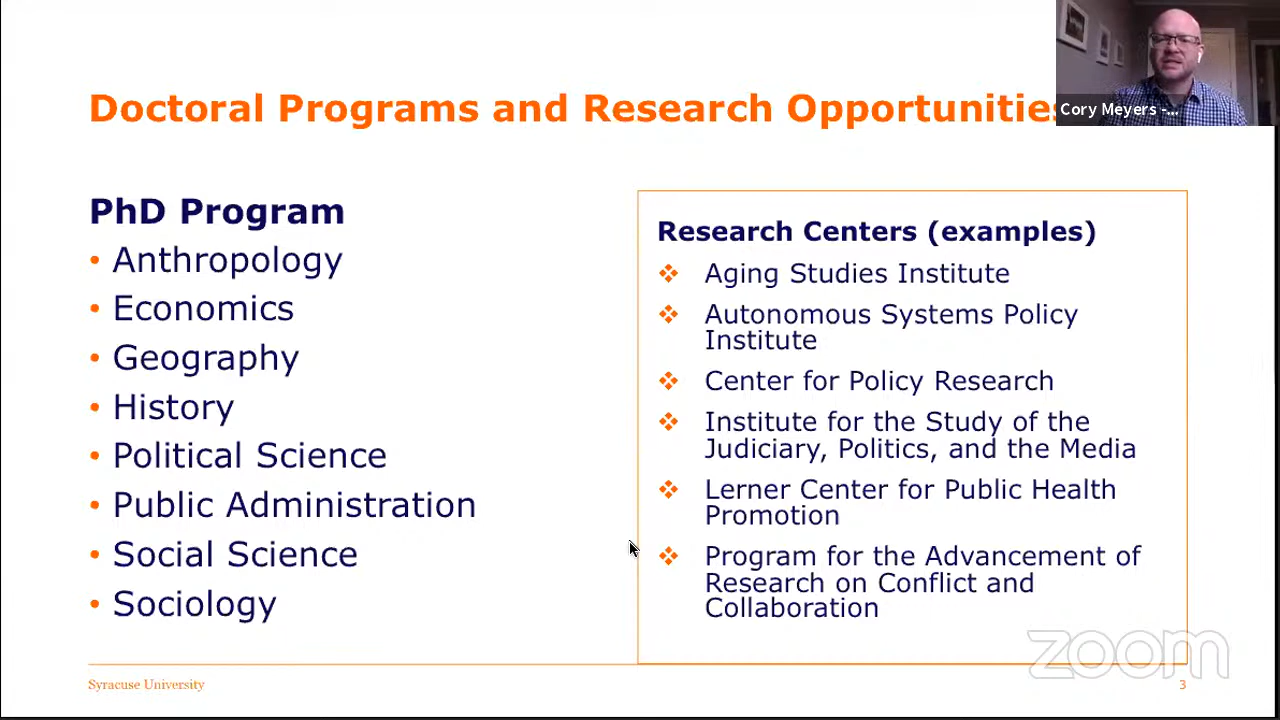 Doctoral Programs and Research Opportunities
Cory Meyers -...
PhD Program
• Anthropology
• Economics
• Geography
• History
• Political Science
• Public Administration
• Social Science
• Sociology
Research Centers (examples)
❖ Aging Studies Institute
❖ Autonomous Systems Policy
Institute
❖ Center for Policy Research
❖ Institute for the Study of the
Judiciary, Politics, and the Media
❖ Lerner Center for Public Health
Promotion
❖ Program for the Advancement of
Research on Conflict and
Collaboration
zoom
Syracuse University
3